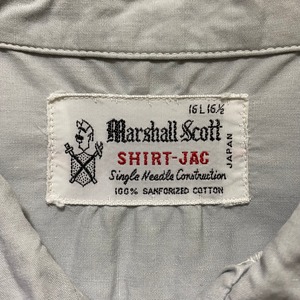 16 L 16½
Marshall Scott
SHIRT-JAC
JAPAN
Single Needle Construction
100% SANFORIZED COTTON